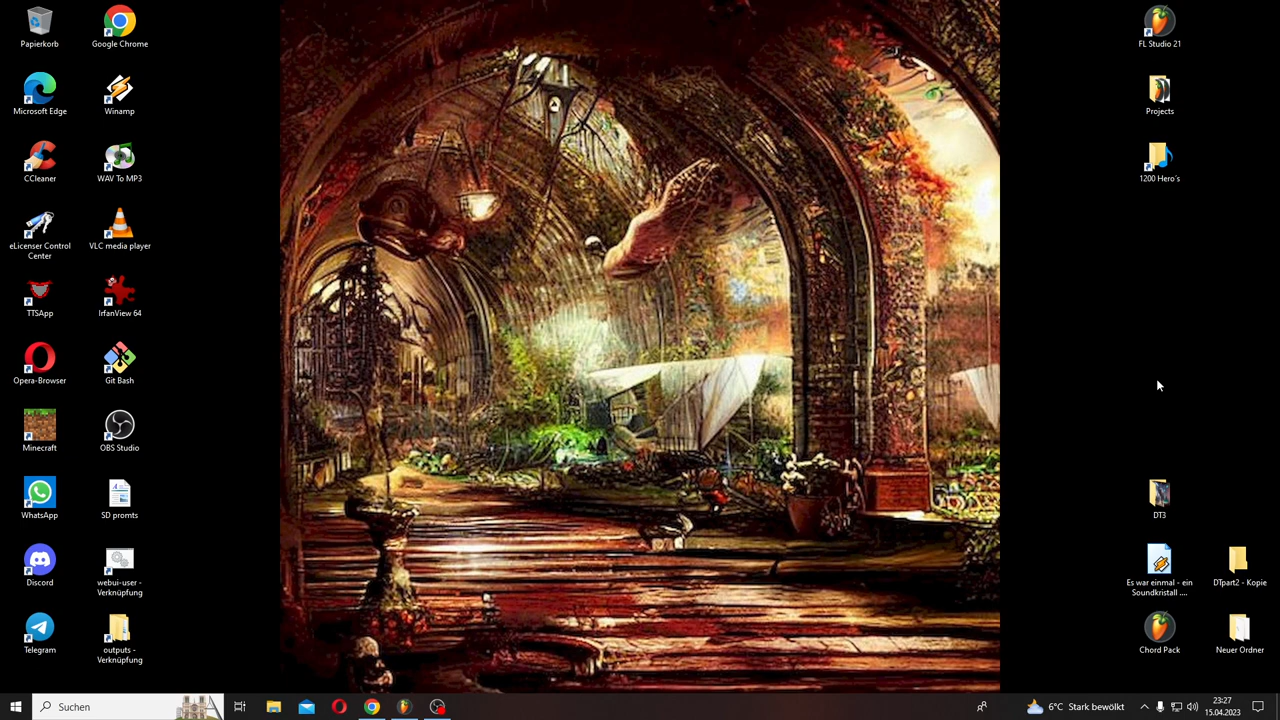 Papierkorb
Google Chrome
FL Studio 21
Microsoft Edge
Winamp
Projects
CCleaner
WAV To MP3
1200 Hero´s
eLicenser Control
Center
VLC media player
TTSApp
IrfanView 64
Opera-Browser
Git Bash
Minecraft
OBS Studio
WhatsApp
SD promts
DT3
Discord
webui-user -
Verknüpfung
Es war einmal - ein
Soundkristall ....
DTpart2 - Kopie
Telegram
outputs -
Verknüpfung
Chord Pack
Neuer Ordner
Suchen
6°C Stark bewölkt
23:27
15.04.2023